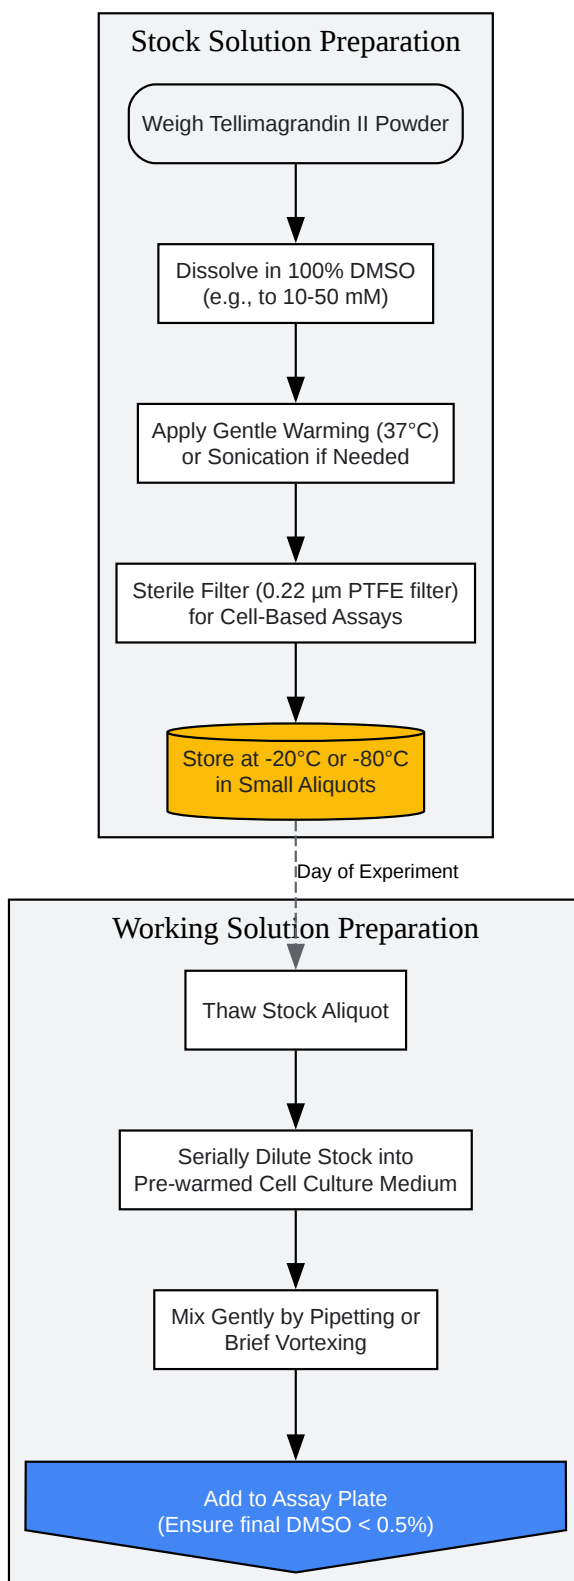 Stock Solution Preparation
Weigh Tellimagrandin II Powder
Dissolve in 100% DMSO
(e.g., to 10-50 mM)
Apply Gentle Warming (37°C)
or Sonication if Needed
Sterile Filter (0.22 µm PTFE filter)
for Cell-Based Assays
Store at -20°C or -80°C
in Small Aliquots
Day of Experiment
Working Solution Preparation
Thaw Stock Aliquot
Serially Dilute Stock into
Pre-warmed Cell Culture Medium
Mix Gently by Pipetting or
Brief Vortexing
Add to Assay Plate
(Ensure final DMSO < 0.5%)